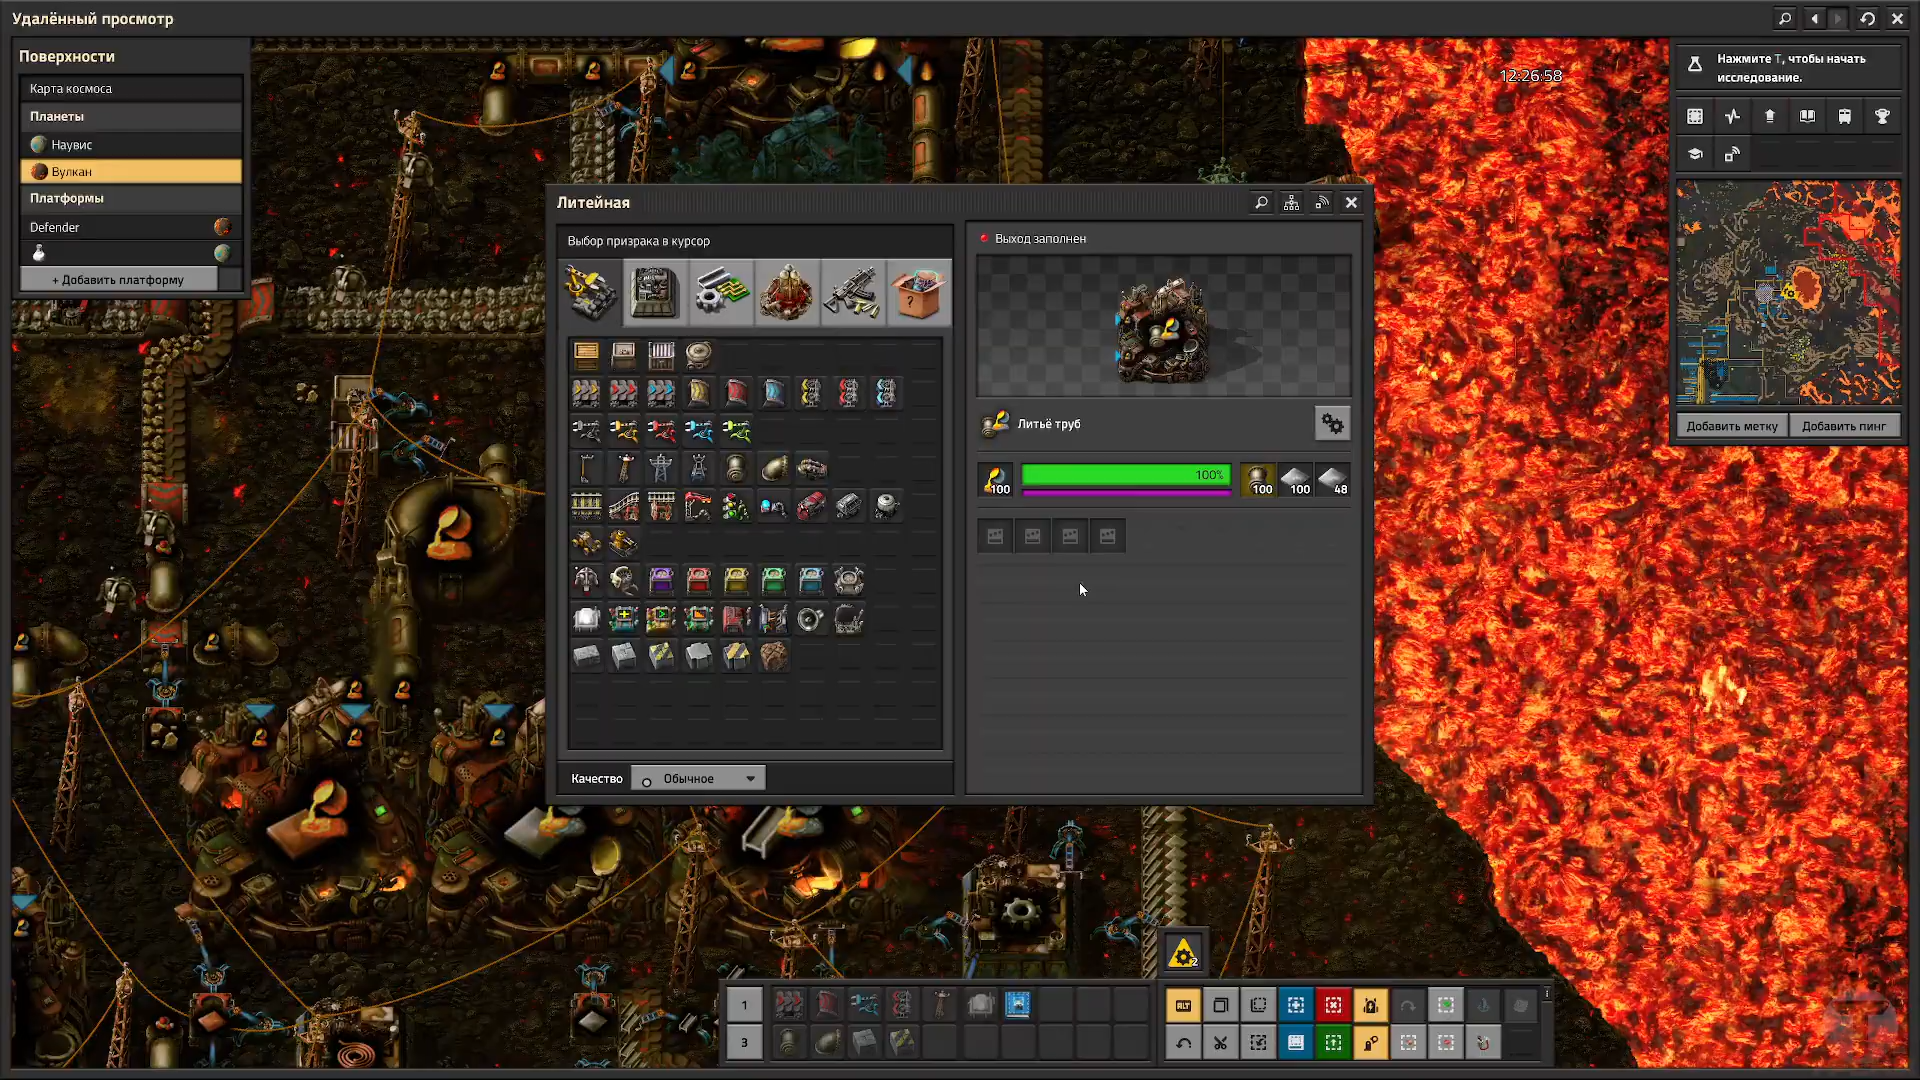 Удалённый просмотр
Поверхности
Карта космоса
Планеты
Наувис
Вулкан
Платформы
Defender
+ Добавить платформу
12:26:58
Нажмите T, чтобы начать
исследование.
Добавить метку
Добавить пинг
Литейная
Выбор призрака в курсор
Выход заполнен
Литьё труб
100
100%
100
100
48
Качество
Обычное
2
1
ALT
3